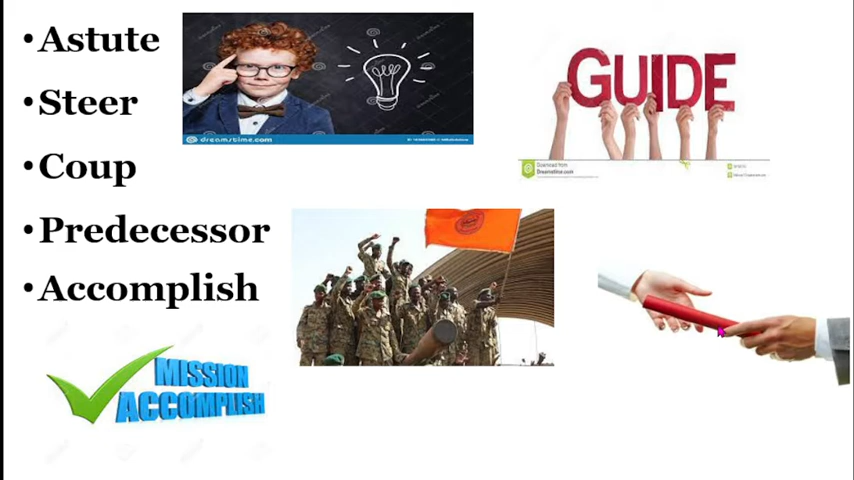 •Astute
•Steer
•Coup
•Predecessor
•Accomplish
dreamstime.com
GUIDE
Download from
Dreamstime.com
MISSION
ACCOMPLISH